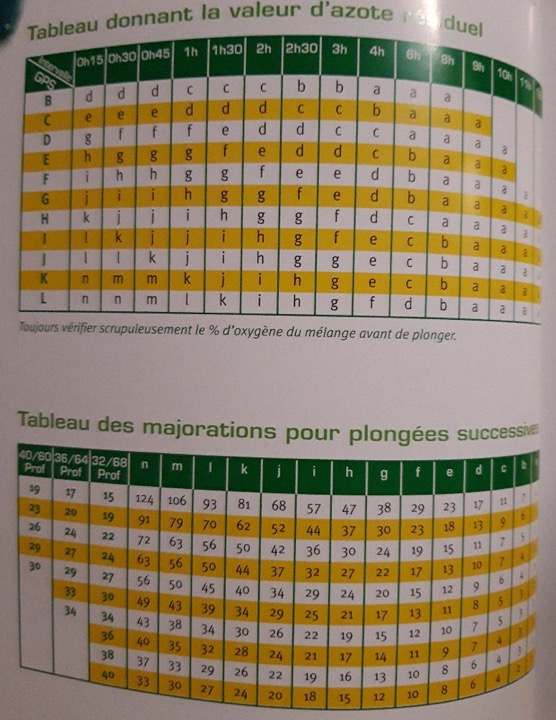 Tableau donnant la valeur d'azote résiduel
Intervalle GPS 0h15 0h30 0h45 1h 1h30 2h 2h30 3h 4h 6h 8h 9h 10h
B d d d c c c b b a a a
C e e e d d d c c b a a a
D g f f f e d d c c a a a a
E h g g g f e d d c b a a a
F i h h g g f e e d b a a a a
G j i i h g g f e d b a a a a
H k j j i h g g f d c a a a a
I l k j j i h g f e c b a a a
J l l k j i h g g e c b a a a
K n m m k j i h g e c b a a a
L n n m l k i h g f d b a a a
Toujours vérifier scrupuleusement le % d'oxygène du mélange avant de plonger.
Tableau des majorations pour plongées successives
40/60 Prof 36/64 Prof 32/68 Prof n m l k j i h g f e d c b
19 17 15 124 106 93 81 68 57 47 38 29 23 17 11 7
23 20 19 91 79 70 62 52 44 37 30 23 18 13 9 6
26 24 22 72 63 56 50 42 36 30 24 19 15 11 7 5
29 27 24 63 56 50 44 37 32 27 22 17 13 10 7 4
30 29 27 56 50 45 40 34 29 24 20 15 12 9 6 4
33 30 49 43 39 34 29 25 21 17 13 11 8 5 3
34 34 43 38 34 30 26 22 19 15 12 10 7 5 3
36 40 35 32 28 24 21 17 14 11 9 7 4 3
38 37 33 29 26 22 19 16 13 10 8 6 4 3
40 33 30 27 24 20 18 15 12 10 8 6 4 2